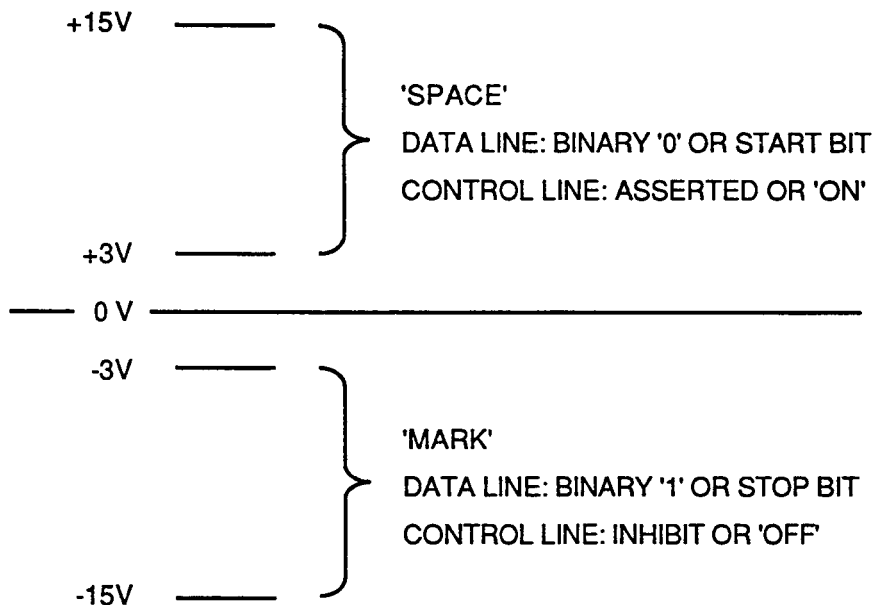 +15V
'SPACE'
DATA LINE: BINARY '0' OR START BIT
CONTROL LINE: ASSERTED OR 'ON'
+3V
0 V
-3V
'MARK'
DATA LINE: BINARY '1' OR STOP BIT
CONTROL LINE: INHIBIT OR 'OFF'
-15V